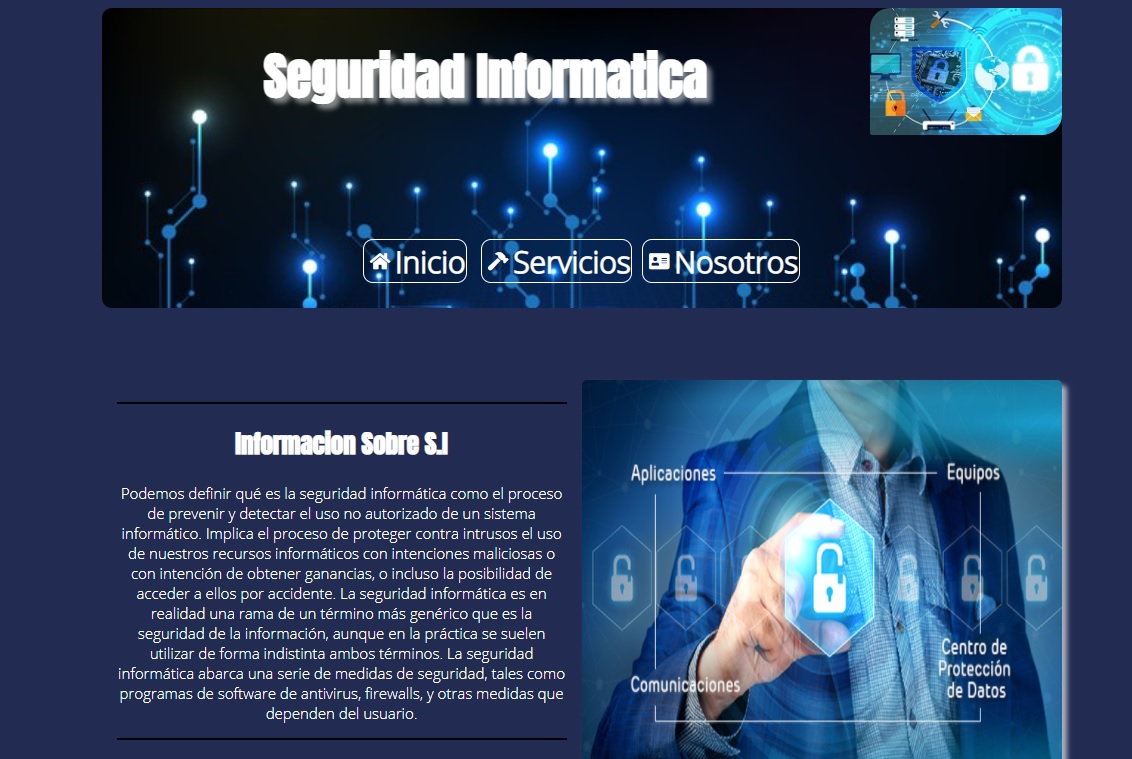 Seguridad Informatica
Inicio Servicios Nosotros
Informacion Sobre S.I
Podemos definir qué es la seguridad informática como el proceso
de prevenir y detectar el uso no autorizado de un sistema
informático. Implica el proceso de proteger contra intrusos el uso
de nuestros recursos informáticos con intenciones maliciosas o
con intención de obtener ganancias, o incluso la posibilidad de
acceder a ellos por accidente. La seguridad informática es en
realidad una rama de un término más genérico que es la
seguridad de la información, aunque en la práctica se suelen
utilizar de forma indistinta ambos términos. La seguridad
informática abarca una serie de medidas de seguridad, tales como
programas de software de antivirus, firewalls, y otras medidas que
dependen del usuario.
Aplicaciones Equipos
Comunicaciones
Centro de
Protección
de Datos